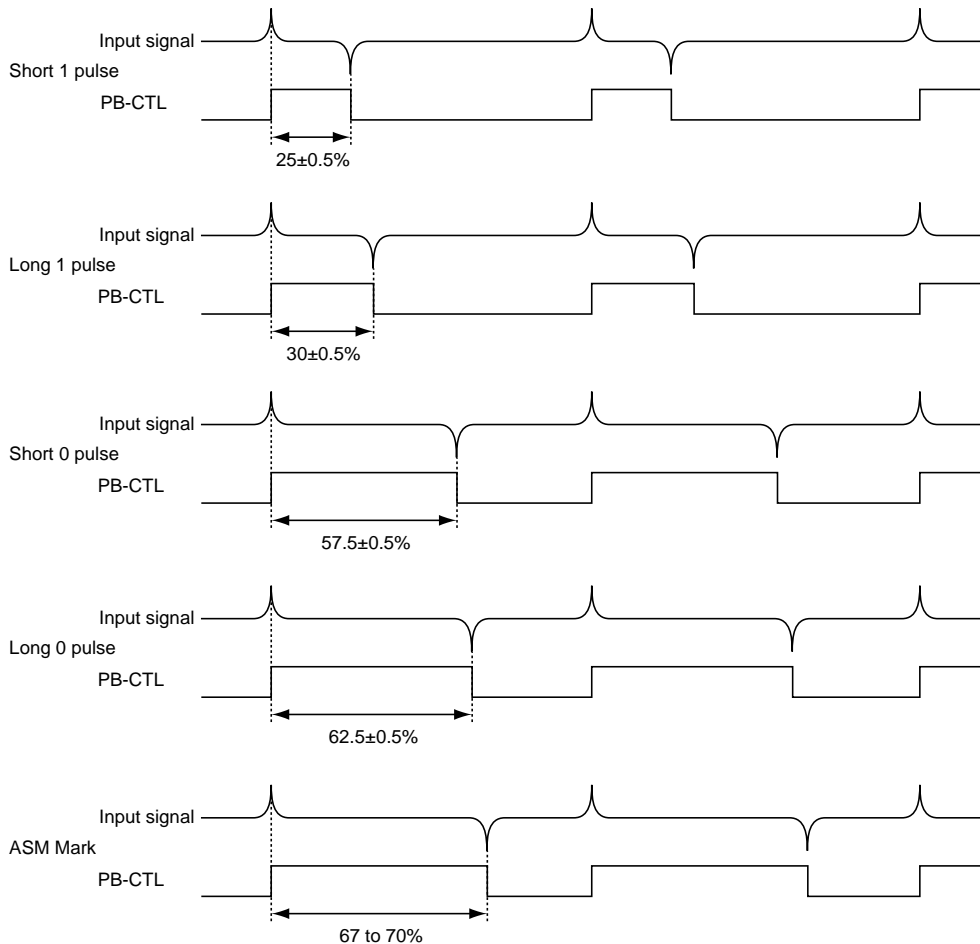 Input signal
Short 1 pulse
PB-CTL
25±0.5%
Input signal
Long 1 pulse
PB-CTL
30±0.5%
Input signal
Short 0 pulse
PB-CTL
57.5±0.5%
Input signal
Long 0 pulse
PB-CTL
62.5±0.5%
Input signal
ASM Mark
PB-CTL
67 to 70%